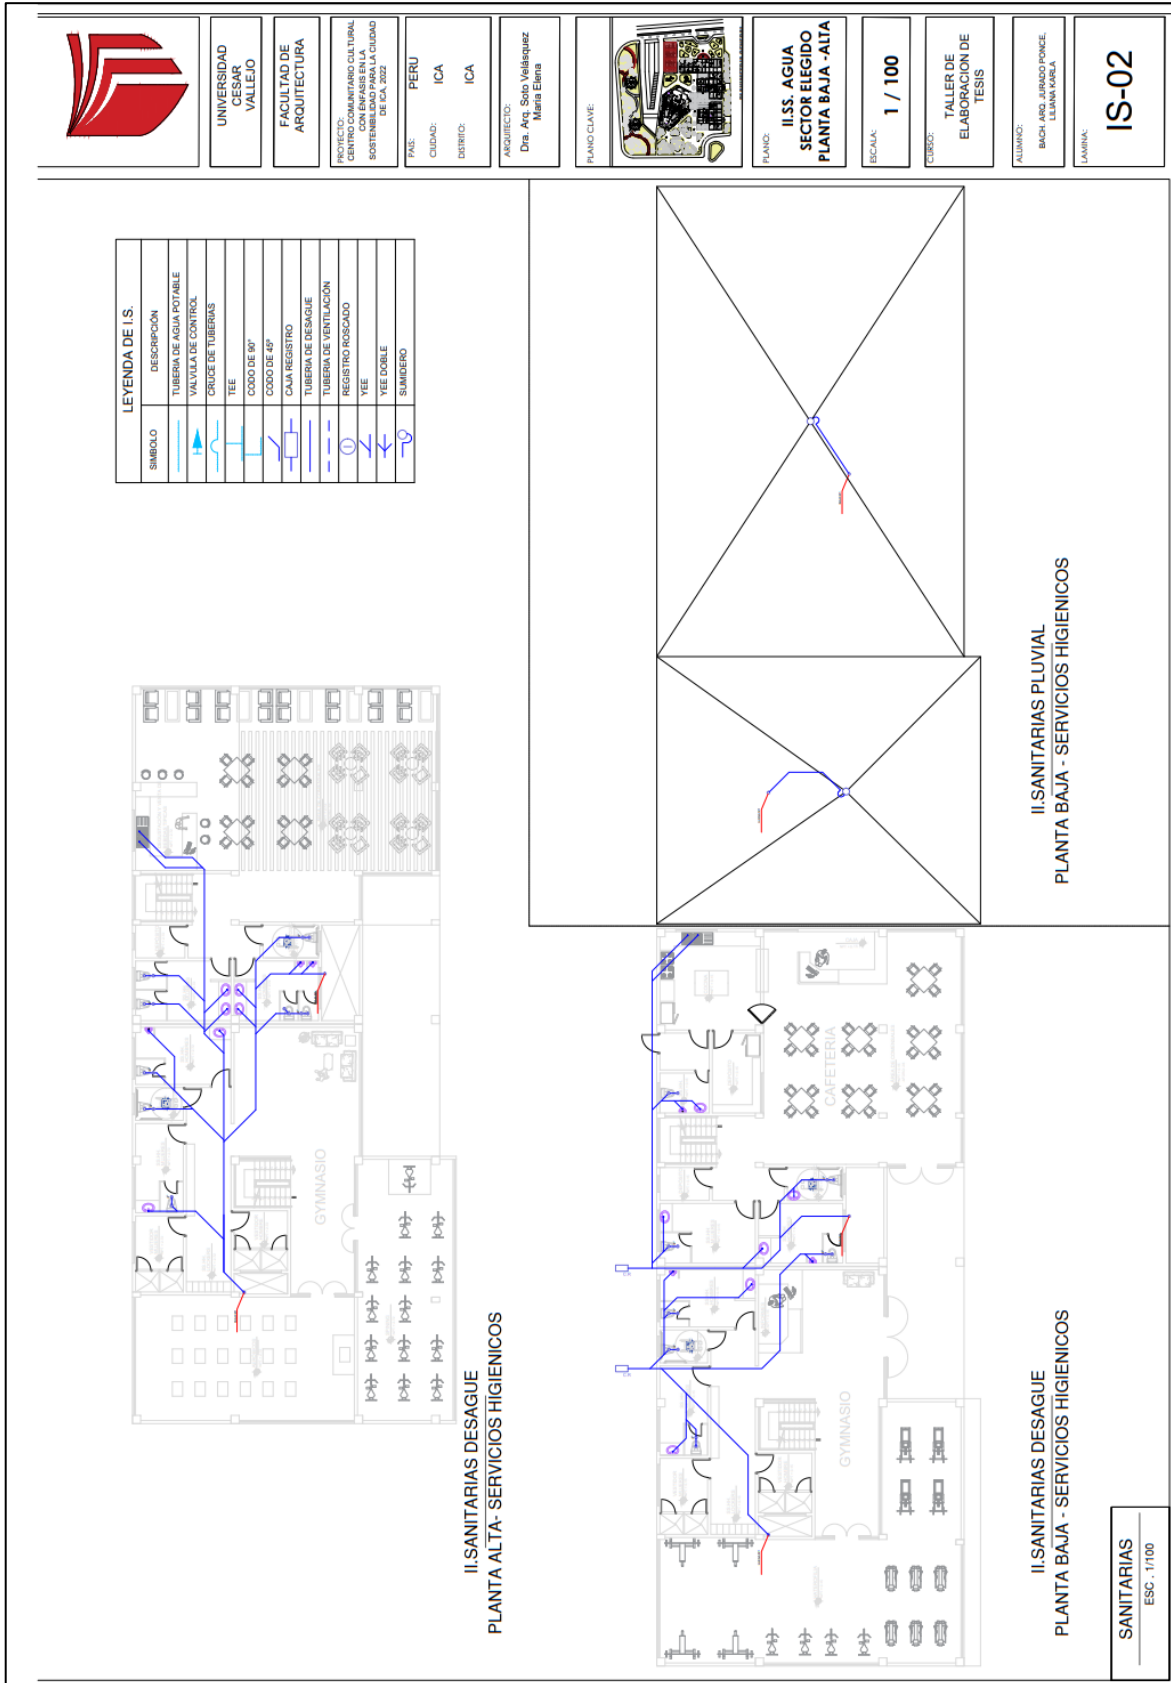 UNIVERSIDAD
CESAR
VALLEJO
FACULTAD DE
ARQUITECTURA
PROYECTO:
CENTRO COMUNITARIO CULTURAL
CON ENFASIS EN LA
SOSTENIBILIDAD PARA LA CIUDAD
DE ICA, 2022
PAIS: PERU
CIUDAD: ICA
DISTRITO: ICA
ARQUITECTO:
Dra. Arq. Soto Velásquez
Maria Elena
PLANO CLAVE:
PLANO:
II.SS. AGUA
SECTOR ELEGIDO
PLANTA BAJA -ALTA
ESCALA:
1 / 100
CURSO:
TALLER DE
ELABORACION DE
TESIS
ALUMNO:
BACH. ARQ. JURADO PONCE,
LILIANA KARLA
LAMINA:
IS-02
LEYENDA DE I.S.
SIMBOLO DESCRIPCIÓN
TUBERIA DE AGUA POTABLE
VALVULA DE CONTROL
CRUCE DE TUBERIAS
TEE
CODO DE 90°
CODO DE 45°
CAJA REGISTRO
TUBERIA DE DESAGUE
TUBERIA DE VENTILACIÓN
REGISTRO ROSCADO
YEE
YEE DOBLE
SUMIDERO
GYMNASIO
II.SANITARIAS DESAGUE
PLANTA ALTA- SERVICIOS HIGIENICOS
II.SANITARIAS PLUVIAL
PLANTA BAJA - SERVICIOS HIGIENICOS
CAFETERIA
GYMNASIO
II.SANITARIAS DESAGUE
PLANTA BAJA - SERVICIOS HIGIENICOS
SANITARIAS
ESC . 1/100